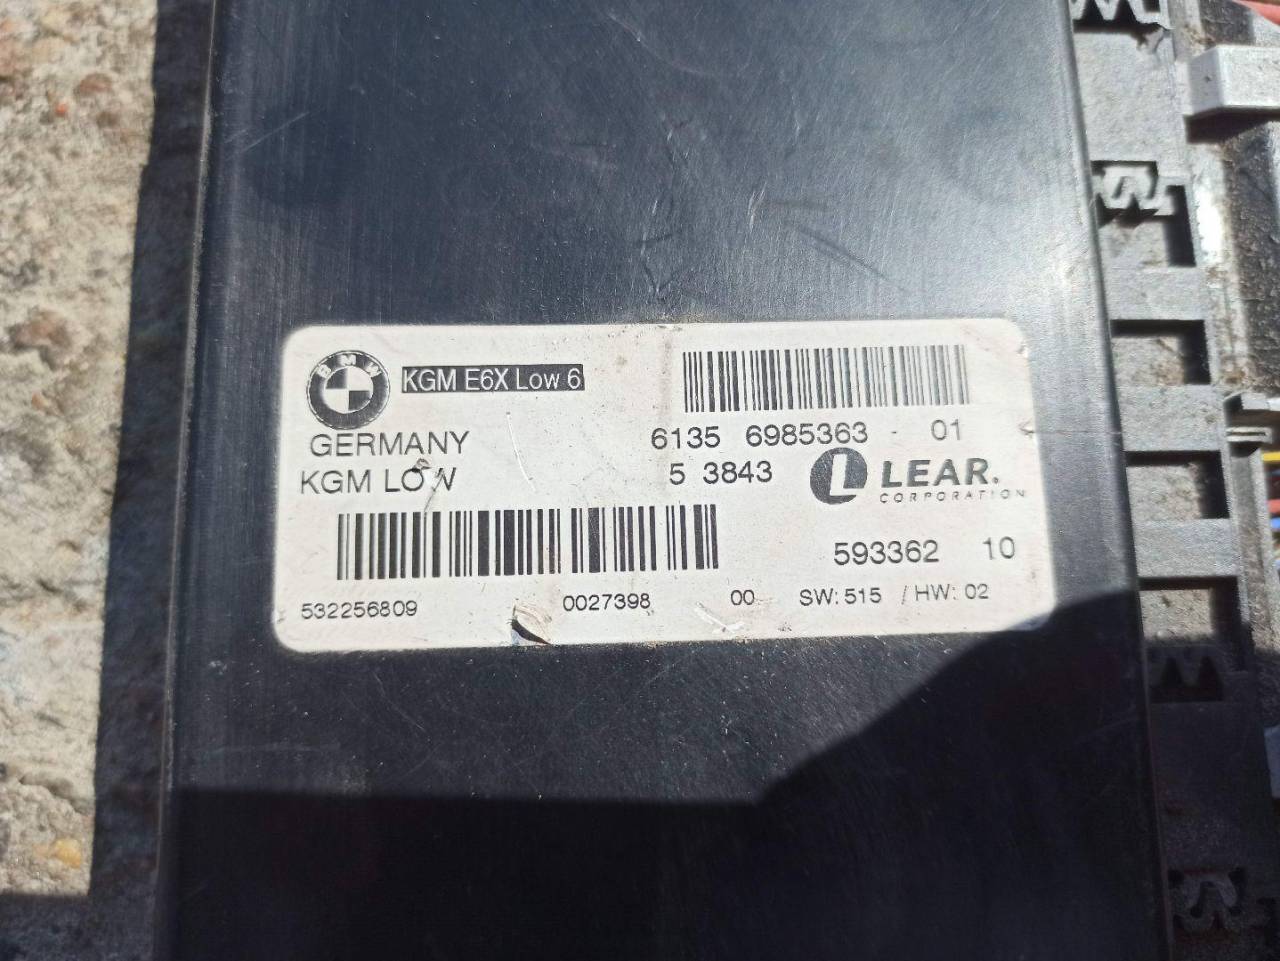 BMW
KGM E6X Low 6
GERMANY
KGM LOW
6135 6985363 - 01
5 3843
L LEAR.
CORPORATION
593362 10
532256809 0027398 00 SW: 515 / HW: 02